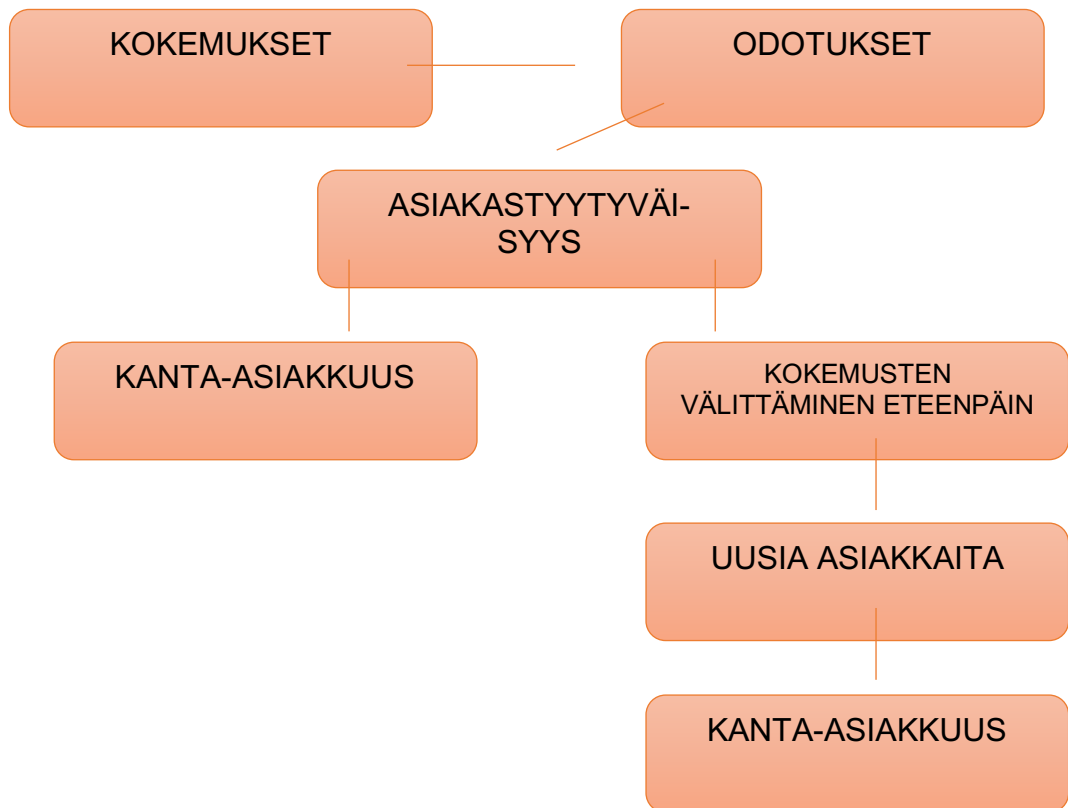 KOKEMUKSET
ODOTUKSET
ASIAKASTYYTYVÄI-
SYYS
KANTA-ASIAKKUUS
KOKEMUSTEN
VÄLITTÄMINEN ETEENPÄIN
UUSIA ASIAKKAITA
KANTA-ASIAKKUUS